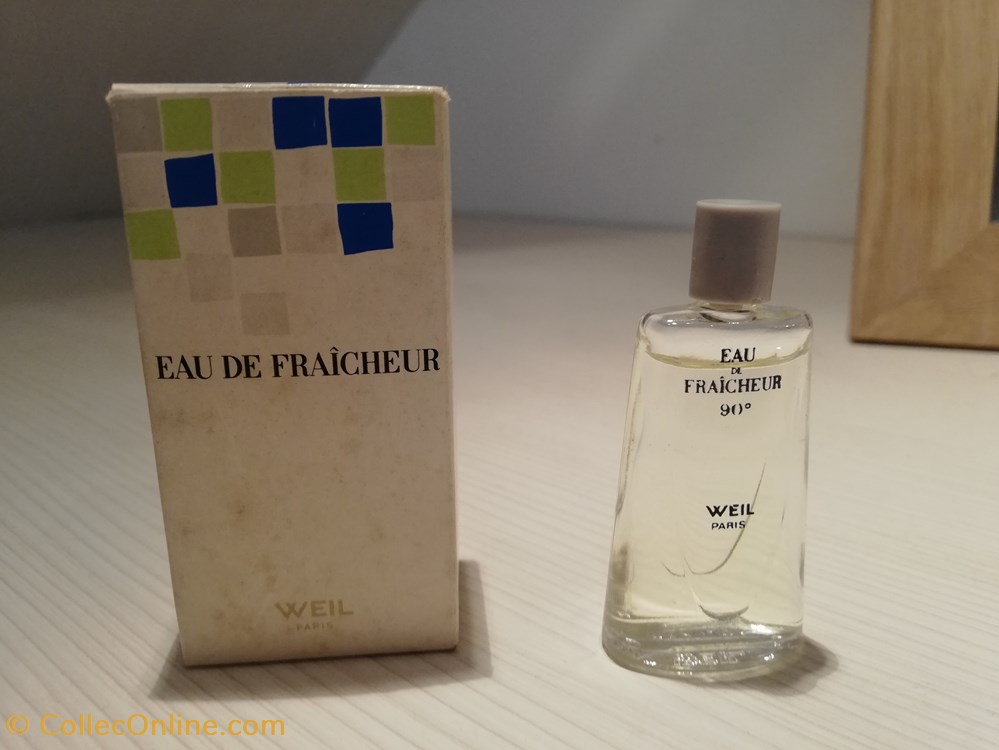 EAU DE FRAÎCHEUR
WEIL
PARIS
EAU
DE
FRAÎCHEUR
90°
WEIL
PARIS
© CollecOnline.com